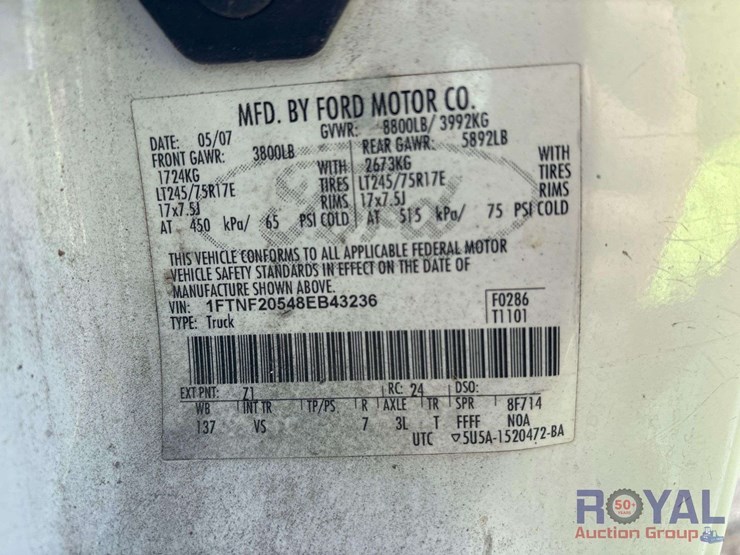 MFD. BY FORD MOTOR CO.
DATE: 05/07 GVWR: 8800LB/ 3992KG
FRONT GAWR: 3800LB REAR GAWR: 5892LB
1724KG WITH 2673KG WITH
LT245/75R17E TIRES LT245/75R17E TIRES
17x7.5J RIMS 17x7.5J RIMS
AT 450 kPa/ 65 PSI COLD AT 515 kPa/ 75 PSI COLD
THIS VEHICLE CONFORMS TO ALL APPLICABLE FEDERAL MOTOR
VEHICLE SAFETY STANDARDS IN EFFECT ON THE DATE OF
MANUFACTURE SHOWN ABOVE.
VIN: 1FTNF20548EB43236 F0286
TYPE: Truck T1101
EXT PNT: Z1 RC: 24 DSO:
WB INT TR TP/PS R AXLE TR SPR 8F714
137 VS 7 3L T FFFF NOA
UTC ▽5U5A-1520472-BA
50+
YEARS
ROYAL
Auction Group